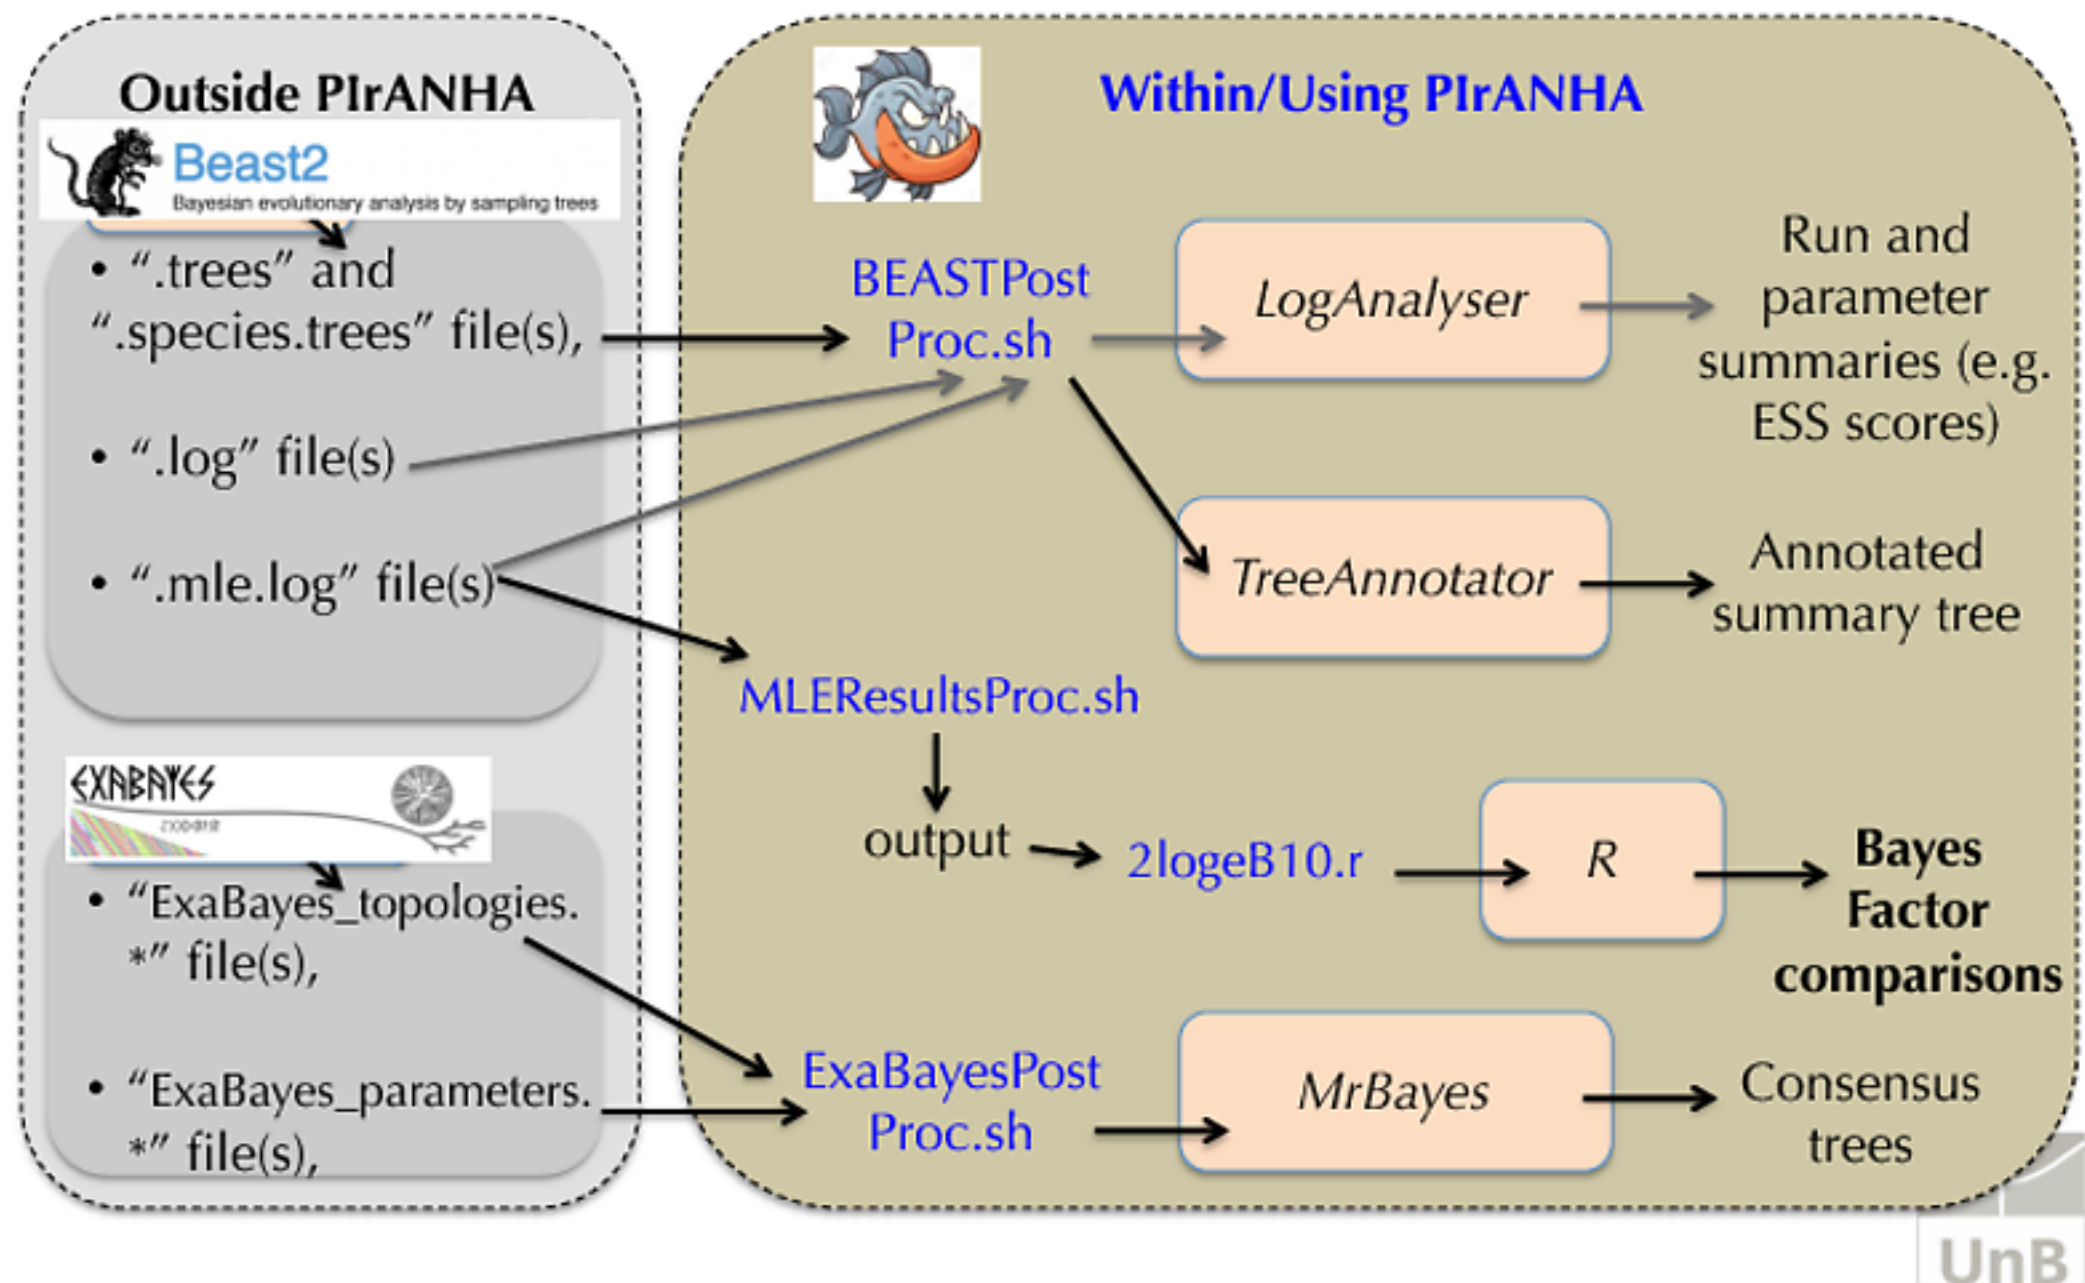 Outside PIrANHA
Beast2
Bayesian evolutionary analysis by sampling trees
• “.trees” and
“.species.trees” file(s),
• “.log” file(s)
• “.mle.log” file(s)
EXABAYES
• “ExaBayes_topologies.
*” file(s),
• “ExaBayes_parameters.
*” file(s),
Within/Using PIrANHA
BEASTPost
Proc.sh
LogAnalyser
Run and
parameter
summaries (e.g.
ESS scores)
TreeAnnotator
Annotated
summary tree
MLEResultsProc.sh
output
2logeB10.r
R
Bayes
Factor
comparisons
ExaBayesPost
Proc.sh
MrBayes
Consensus
trees
UnB